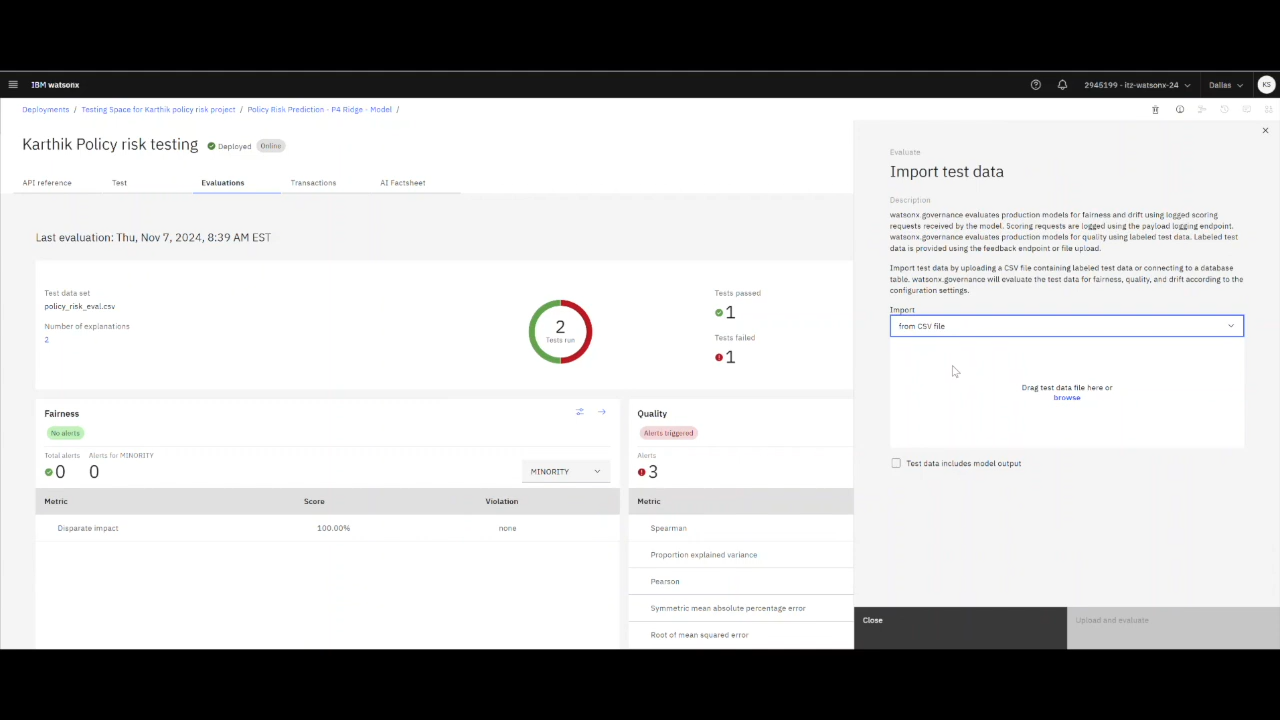 IBM watsonx
2945199 - itz-watsonx-24
Dallas
KS
Deployments / Testing Space for Karthik policy risk project / Policy Risk Prediction - P4 Ridge - Model /
Karthik Policy risk testing
Deployed
Online
API reference
Test
Evaluations
Transactions
AI Factsheet
Last evaluation: Thu, Nov 7, 2024, 8:39 AM EST
Test data set
policy_risk_eval.csv
Number of explanations
2
2
Tests run
Tests passed
1
Tests failed
1
Fairness
No alerts
Total alerts
0
Alerts for MINORITY
0
MINORITY
Metric Score Violation
Disparate impact 100.00% none
Quality
Alerts triggered
Alerts
3
Metric
Spearman
Proportion explained variance
Pearson
Symmetric mean absolute percentage error
Root of mean squared error
Evaluate
Import test data
Description
watsonx.governance evaluates production models for fairness and drift using logged scoring
requests received by the model. Scoring requests are logged using the payload logging endpoint.
watsonx.governance evaluates production models for quality using labeled test data. Labeled test
data is provided using the feedback endpoint or file upload.
Import test data by uploading a CSV file containing labeled test data or connecting to a database
table. watsonx.governance will evaluate the test data for fairness, quality, and drift according to the
configuration settings.
Import
from CSV file
Drag test data file here or
browse
Test data includes model output
Close
Upload and evaluate